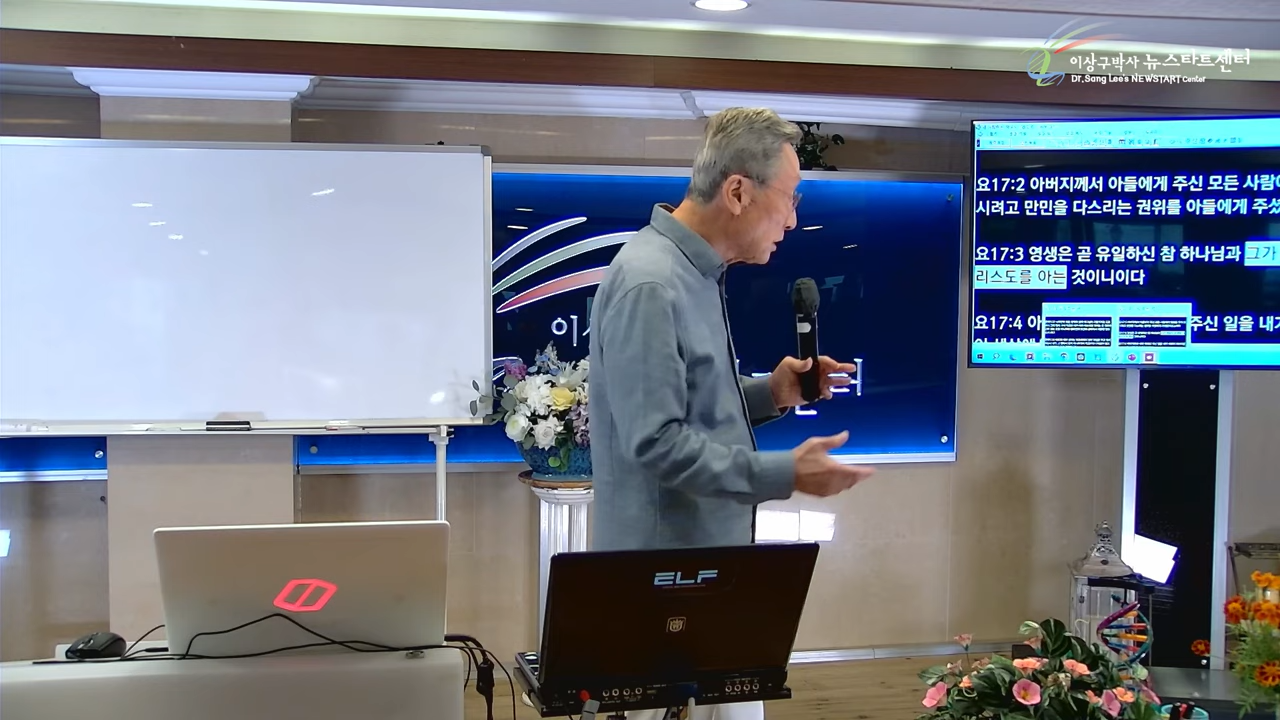 이상구박사 뉴스타트센터
Dr. Sang Lee's NEWSTART Center
요17:2 아버지께서 아들에게 주신 모든 사람에
시려고 만민을 다스리는 권위를 아들에게 주셨
요17:3 영생은 곧 유일하신 참 하나님과 그가
리스도를 아는 것이니이다
요17:4 아
주신 일을 내가
이
ELF